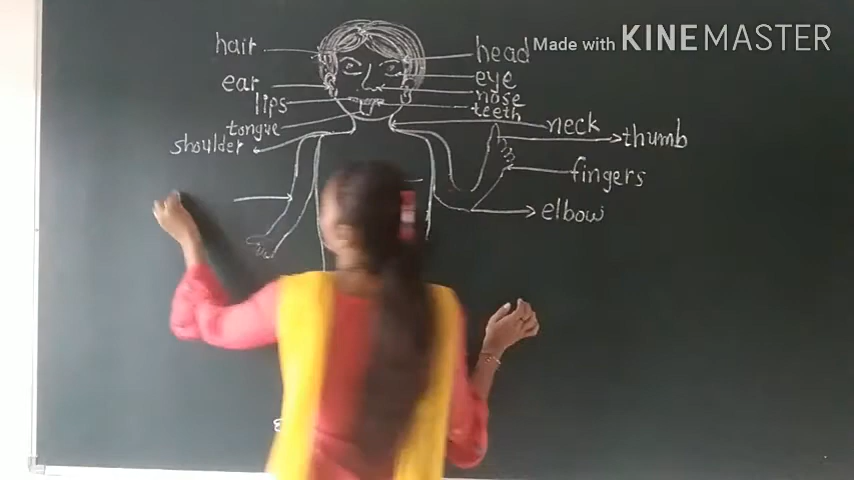 hair
head
Made with KINEMASTER
ear
eye
lips
nose
teeth
tongue
neck
thumb
shoulder
fingers
elbow